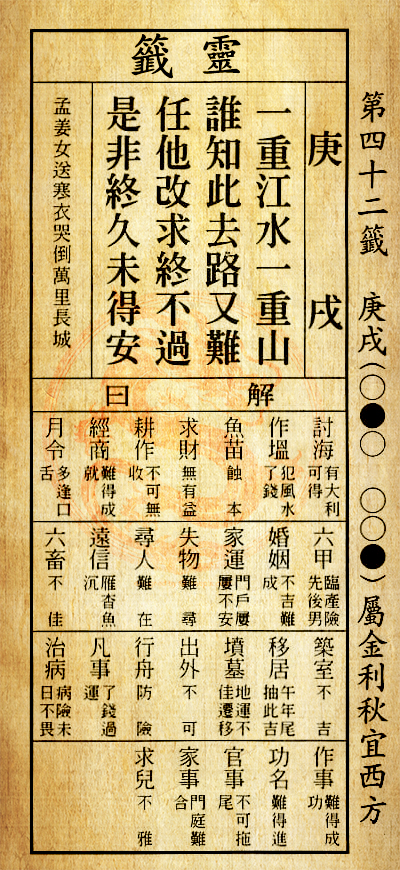 第四十二籤 庚戌(○●○ ○○●)屬金利秋宜西方
靈籤
庚戌
一重江水一重山
誰知此去路又難
任他改求終不過
是非終久未得安
孟姜女送寒衣哭倒萬里長城
解曰
討海 有大利可得
作塭 犯風水了錢
魚苗 蝕本
求財 無有益
耕作 不可無收
經商 難得成就
月令 多逢口舌
六甲 臨產險先後男
婚姻 不吉難成
家運 門戶屢屢不安
失物 難尋
尋人 難在
遠信 雁杳魚沉
六畜 不佳
築室 不吉
移居 午年尾抽此吉
墳墓 地運不佳遷移
出外 不可
行舟 防險
凡事 了錢過運
治病 病險未日不畏
作事 難得成功
功名 難得進
官事 不可拖尾
家事 門庭難合
求兒 不雅